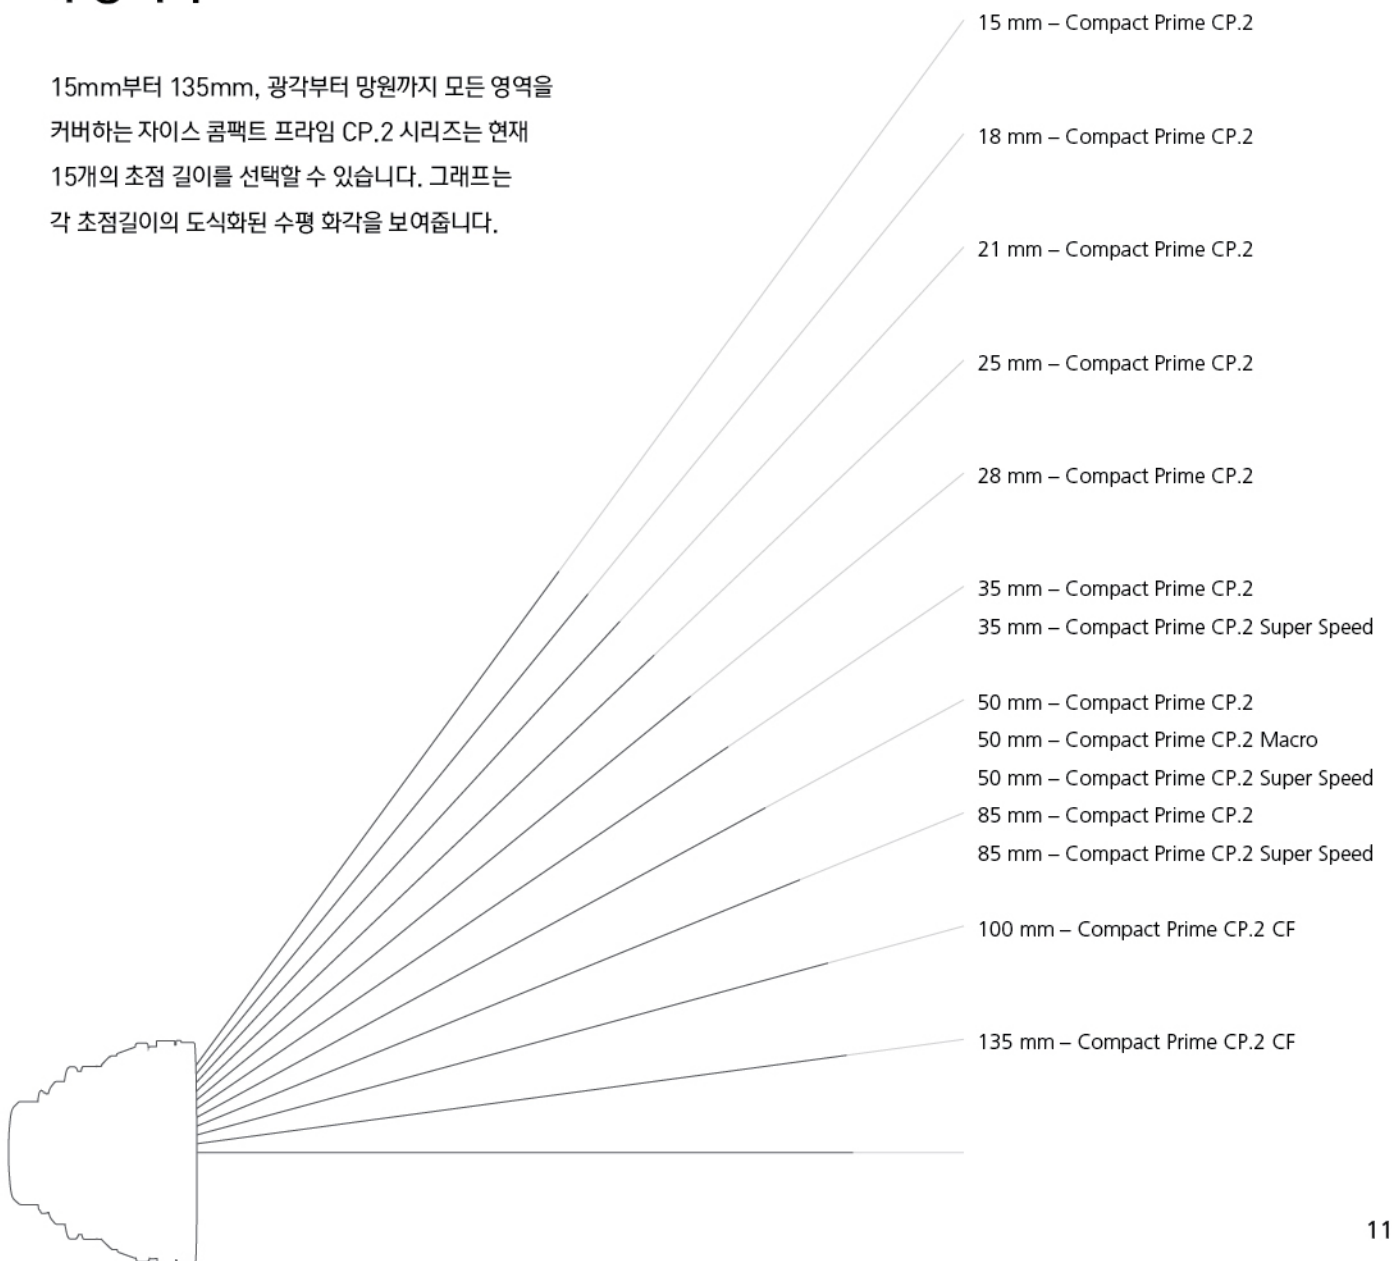 15mm부터 135mm, 광각부터 망원까지 모든 영역을
커버하는 자이스 콤팩트 프라임 CP.2 시리즈는 현재
15개의 초점 길이를 선택할 수 있습니다. 그래프는
각 초점길이의 도식화된 수평 화각을 보여줍니다.
15 mm – Compact Prime CP.2
18 mm – Compact Prime CP.2
21 mm – Compact Prime CP.2
25 mm – Compact Prime CP.2
28 mm – Compact Prime CP.2
35 mm – Compact Prime CP.2
35 mm – Compact Prime CP.2 Super Speed
50 mm – Compact Prime CP.2
50 mm – Compact Prime CP.2 Macro
50 mm – Compact Prime CP.2 Super Speed
85 mm – Compact Prime CP.2
85 mm – Compact Prime CP.2 Super Speed
100 mm – Compact Prime CP.2 CF
135 mm – Compact Prime CP.2 CF
11